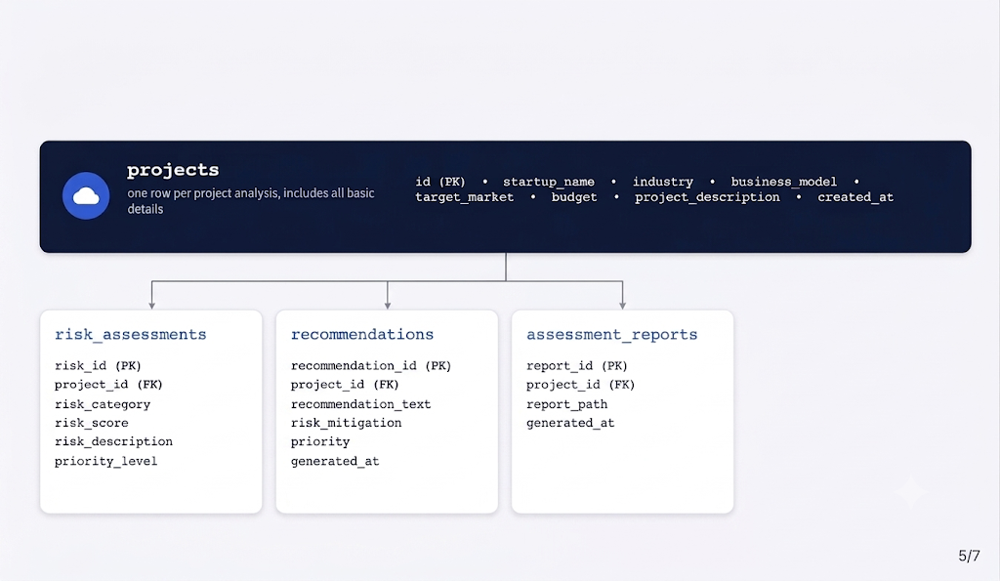 projects
one row per project analysis, includes all basic
details
id (PK) • startup_name • industry • business_model •
target_market • budget • project_description • created_at
risk_assessments
risk_id (PK)
project_id (FK)
risk_category
risk_score
risk_description
priority_level
recommendations
recommendation_id (PK)
project_id (FK)
recommendation_text
risk_mitigation
priority
generated_at
assessment_reports
report_id (PK)
project_id (FK)
report_path
generated_at
5/7